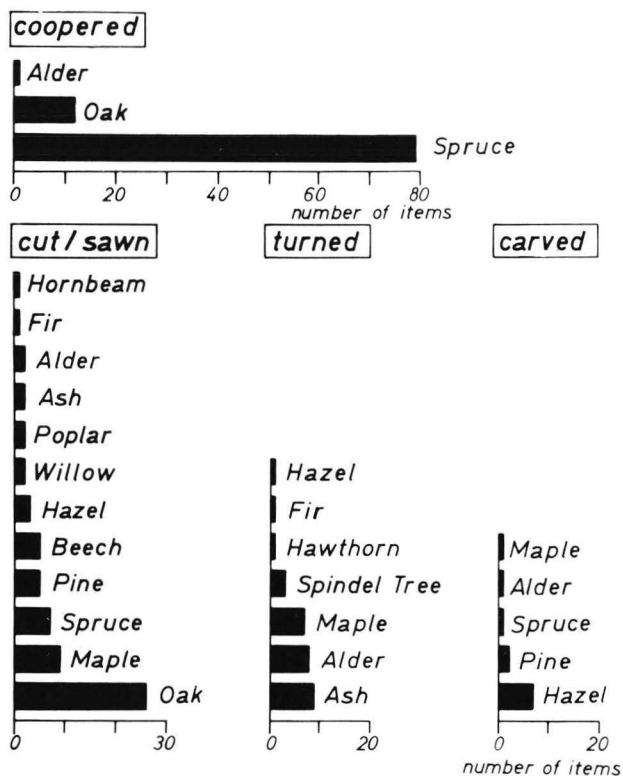 coopered
Alder
Oak
Spruce
0 20 40 60 80
number of items
cut/sawn
Hornbeam
Fir
Alder
Ash
Poplar
Willow
Hazel
Beech
Pine
Spruce
Maple
Oak
0 30
turned
Hazel
Fir
Hawthorn
Spindel Tree
Maple
Alder
Ash
0 20
carved
Maple
Alder
Spruce
Pine
Hazel
0 20
number of items